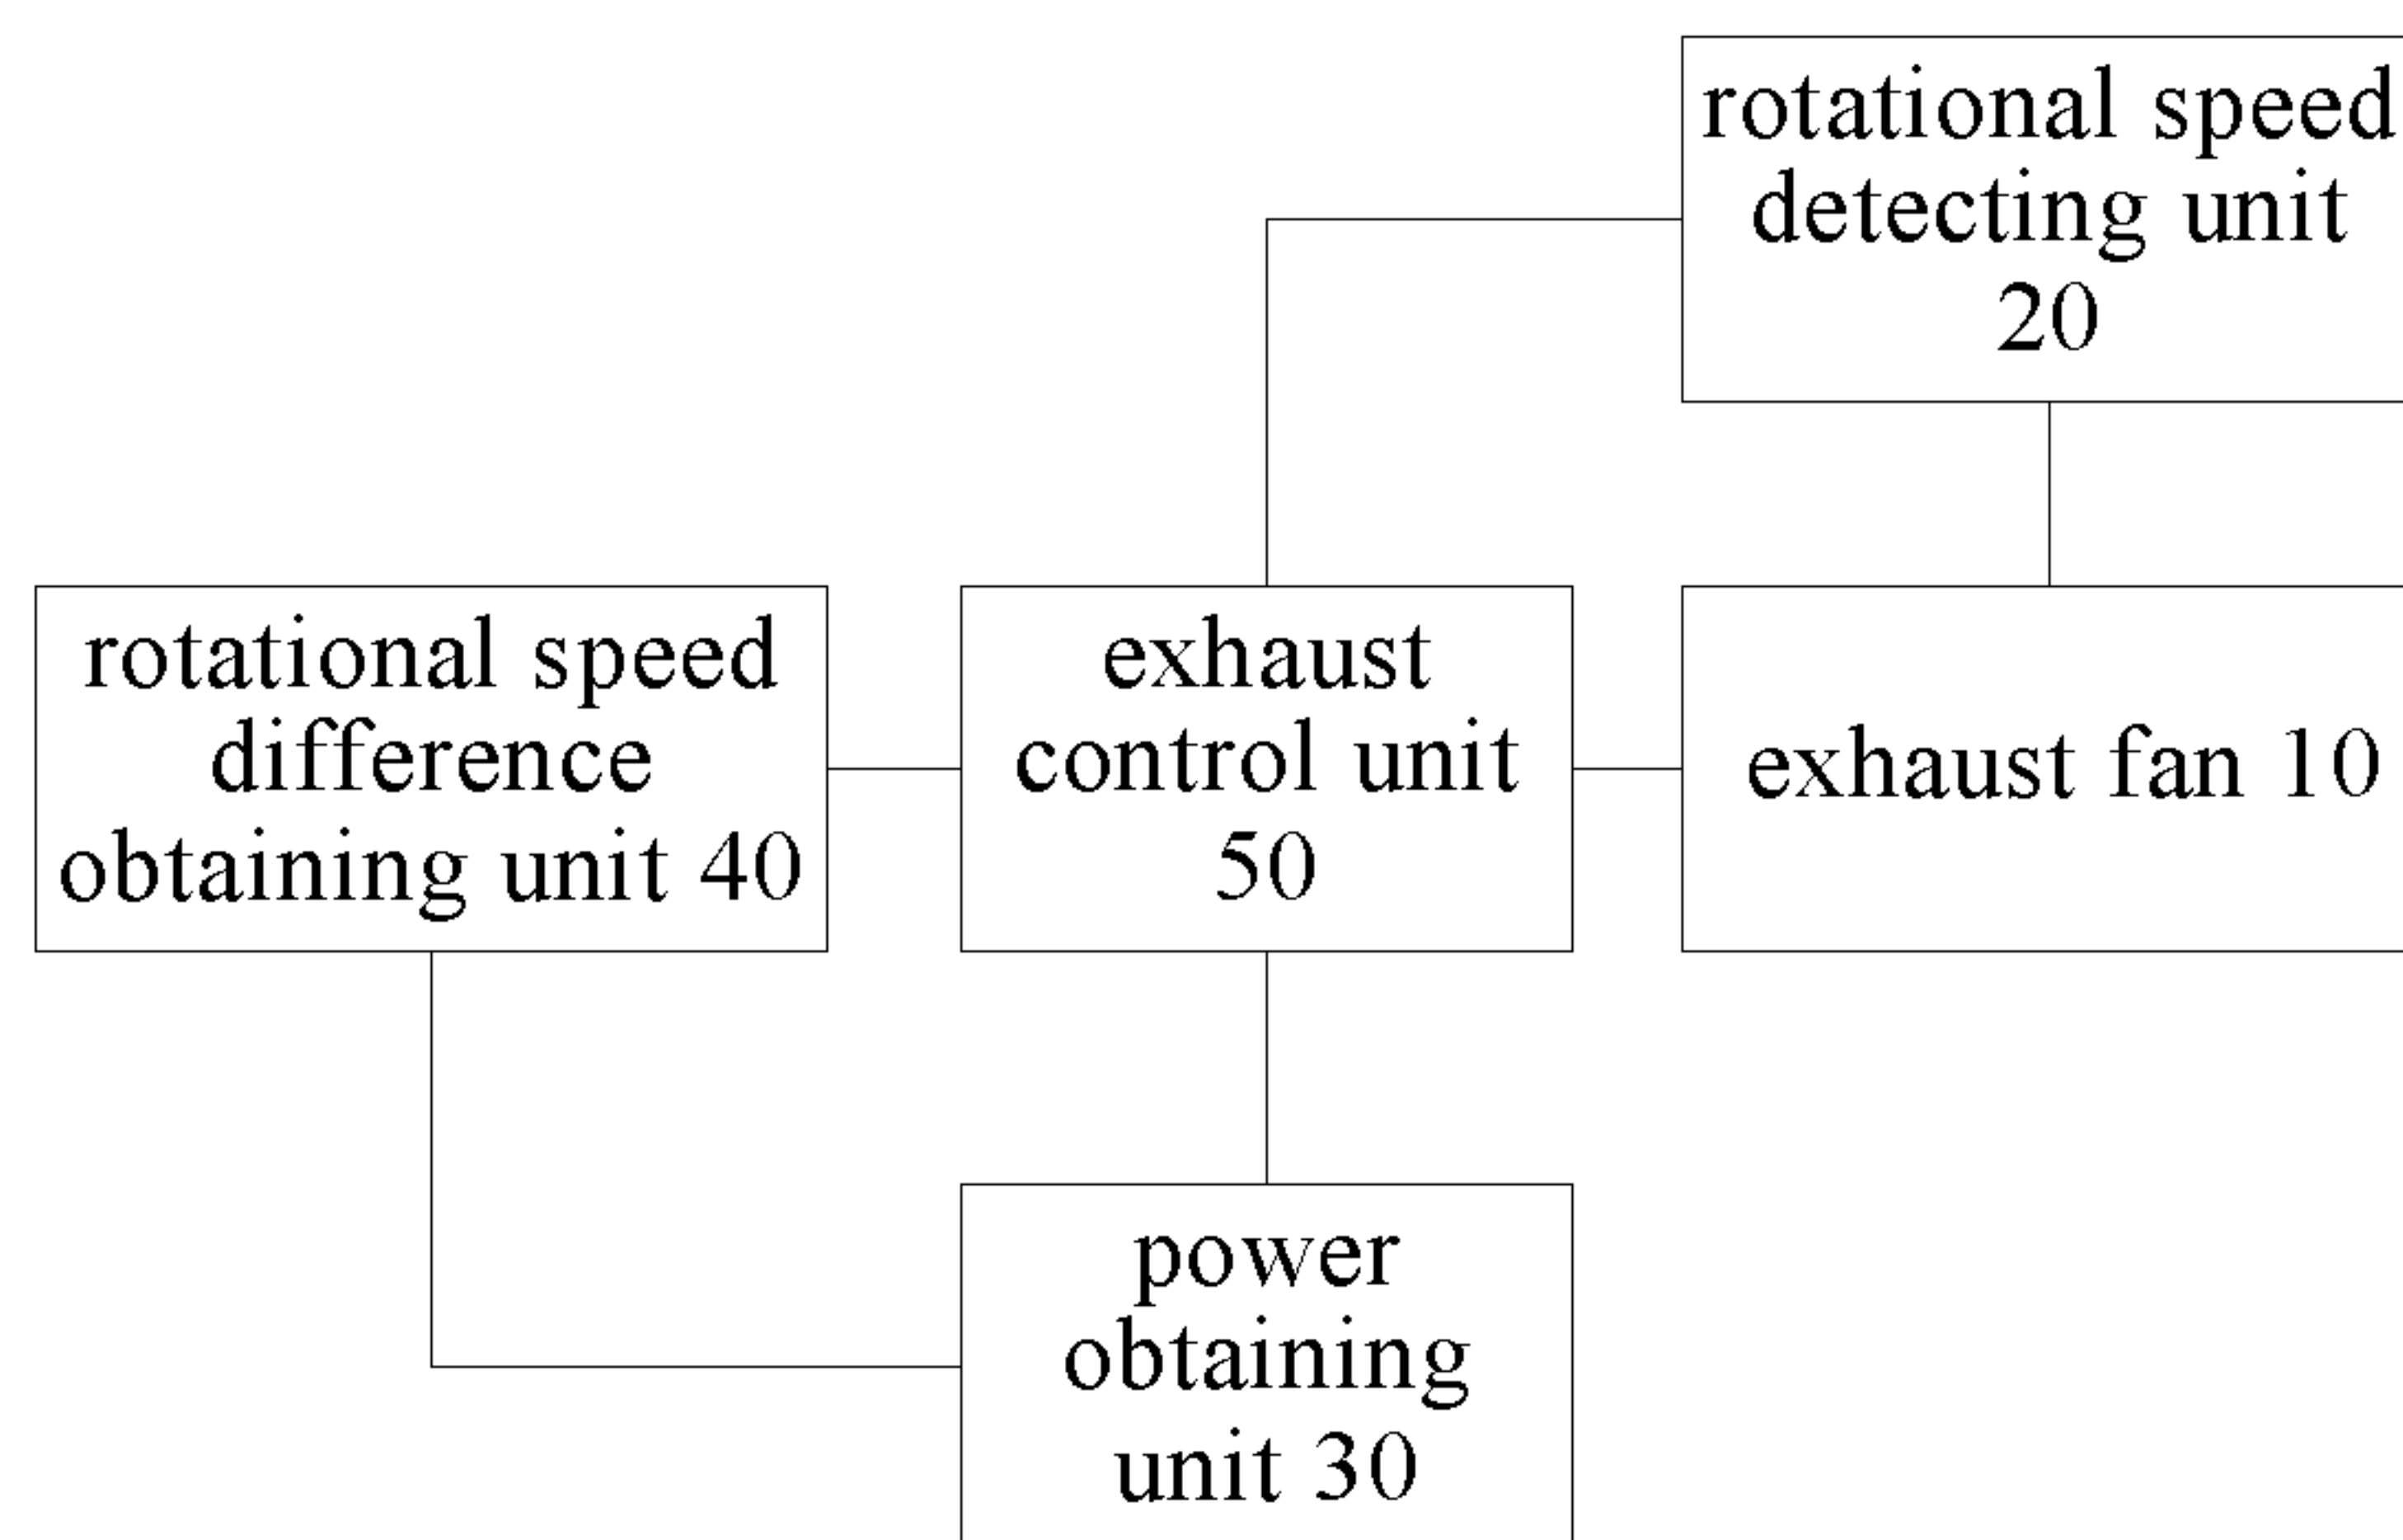 rotational speed
detecting unit
20
rotational speed
difference
obtaining unit 40
exhaust
control unit
50
exhaust fan 10
power
obtaining
unit 30